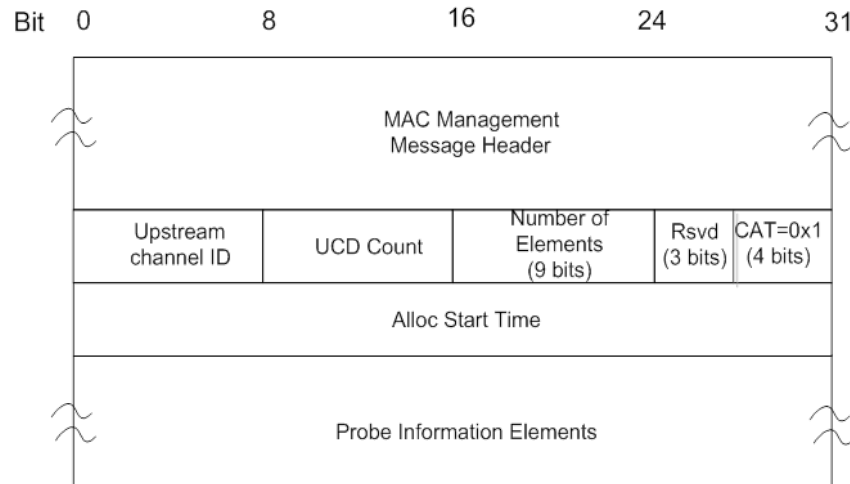 Bit 0 8 16 24 31
MAC Management
Message Header
Upstream
channel ID
UCD Count
Number of
Elements
(9 bits)
Rsvd
(3 bits)
CAT=0x1
(4 bits)
Alloc Start Time
Probe Information Elements